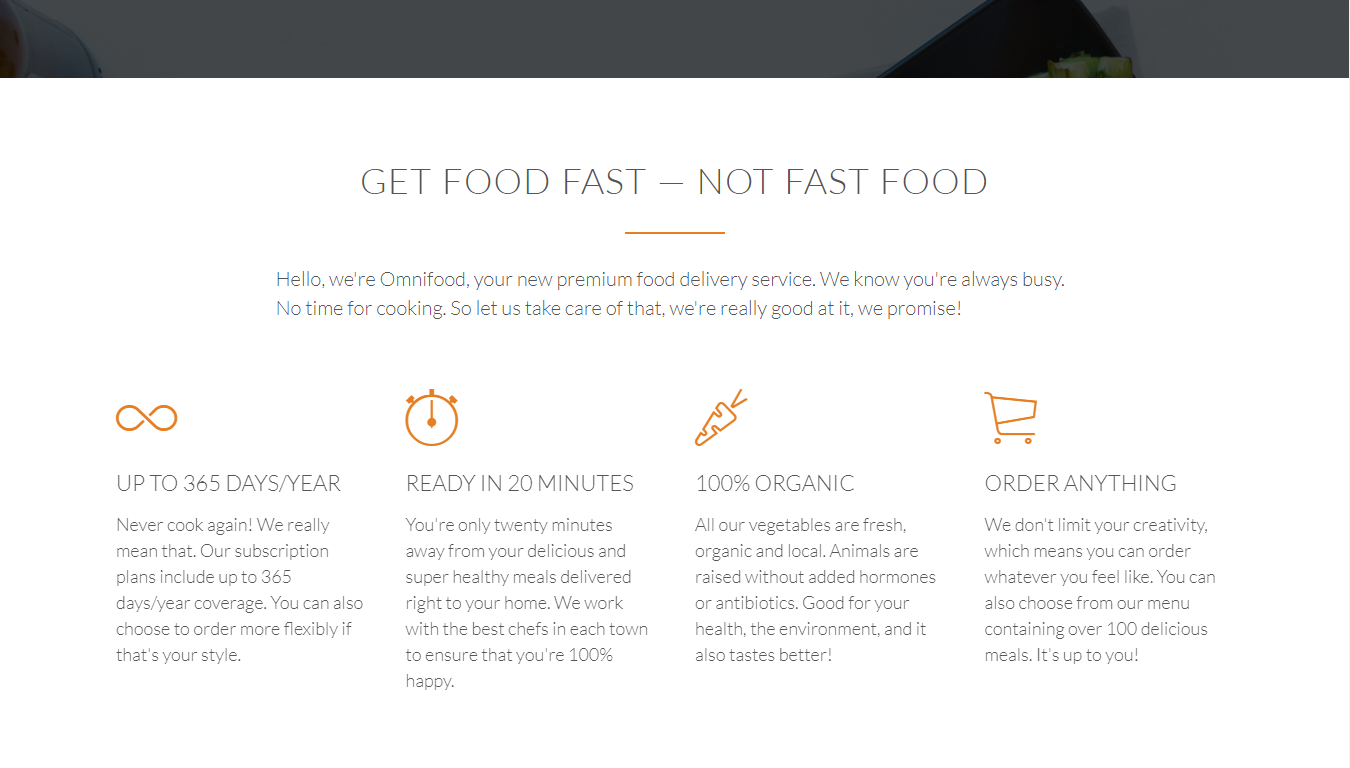 GET FOOD FAST — NOT FAST FOOD
Hello, we're Omnifood, your new premium food delivery service. We know you're always busy.
No time for cooking. So let us take care of that, we're really good at it, we promise!
UP TO 365 DAYS/YEAR
Never cook again! We really
mean that. Our subscription
plans include up to 365
days/year coverage. You can also
choose to order more flexibly if
that's your style.
READY IN 20 MINUTES
You're only twenty minutes
away from your delicious and
super healthy meals delivered
right to your home. We work
with the best chefs in each town
to ensure that you're 100%
happy.
100% ORGANIC
All our vegetables are fresh,
organic and local. Animals are
raised without added hormones
or antibiotics. Good for your
health, the environment, and it
also tastes better!
ORDER ANYTHING
We don't limit your creativity,
which means you can order
whatever you feel like. You can
also choose from our menu
containing over 100 delicious
meals. It's up to you!